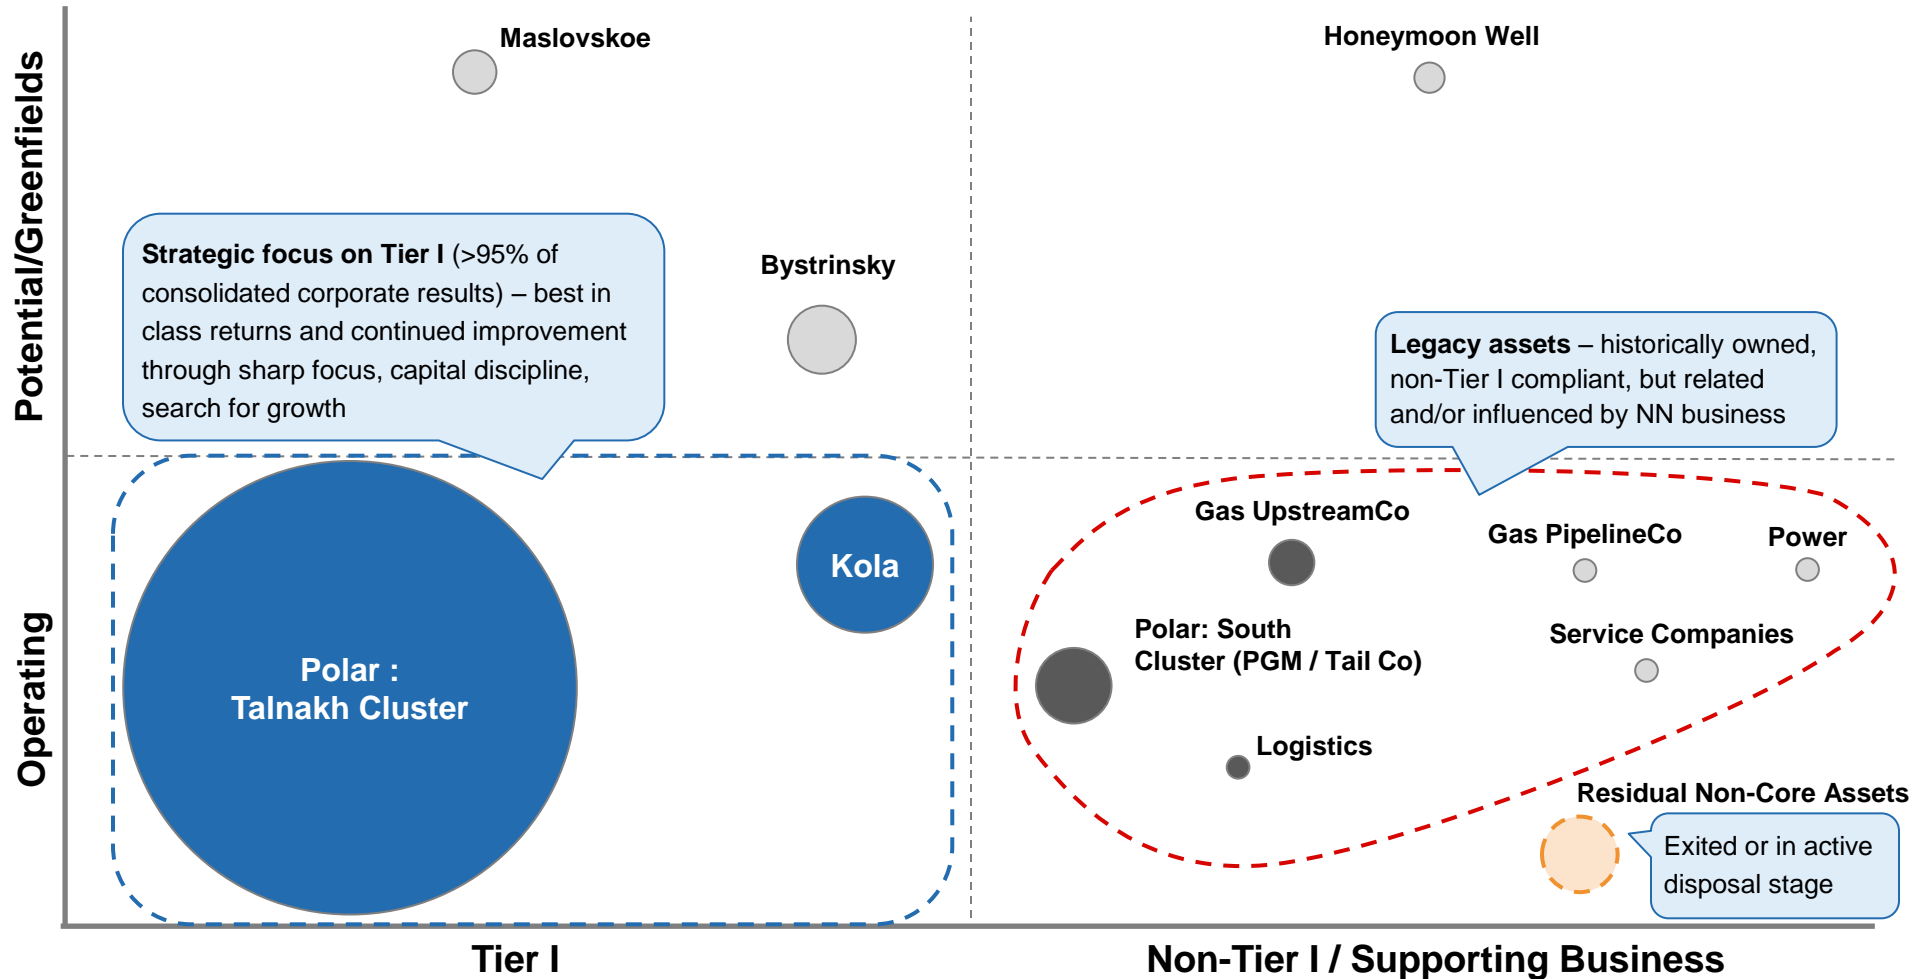 Potential/Greenfields
Operating
Maslovskoe
Honeymoon Well
Strategic focus on Tier I (>95% of
consolidated corporate results) – best in
class returns and continued improvement
through sharp focus, capital discipline,
search for growth
Bystrinsky
Legacy assets – historically owned,
non-Tier I compliant, but related
and/or influenced by NN business
Polar :
Talnakh Cluster
Kola
Gas UpstreamCo
Gas PipelineCo
Power
Polar: South
Cluster (PGM / Tail Co)
Service Companies
Logistics
Residual Non-Core Assets
Exited or in active
disposal stage
Tier I
Non-Tier I / Supporting Business